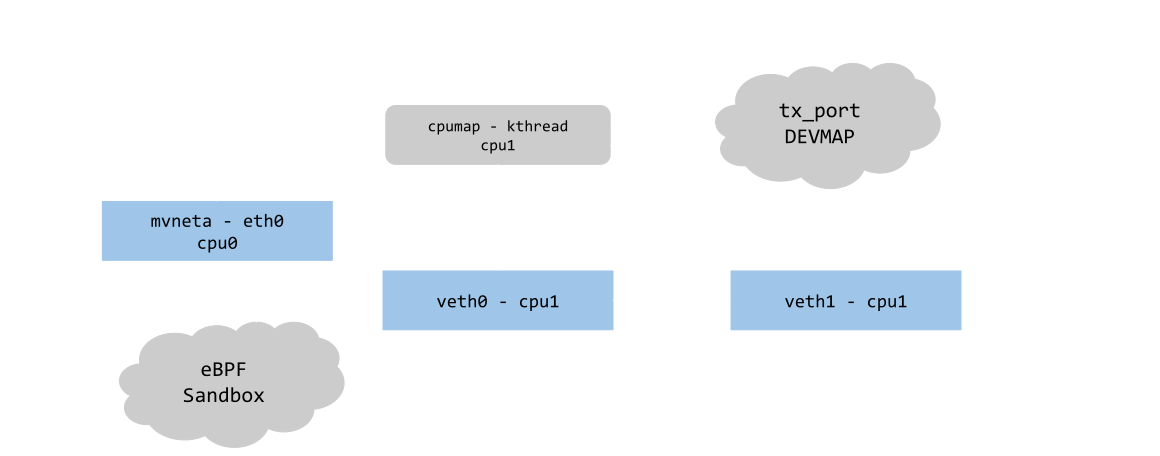 cpumap - kthread
cpu1
tx_port
DEVMAP
mvneta - eth0
cpu0
veth0 - cpu1
veth1 - cpu1
eBPF
Sandbox